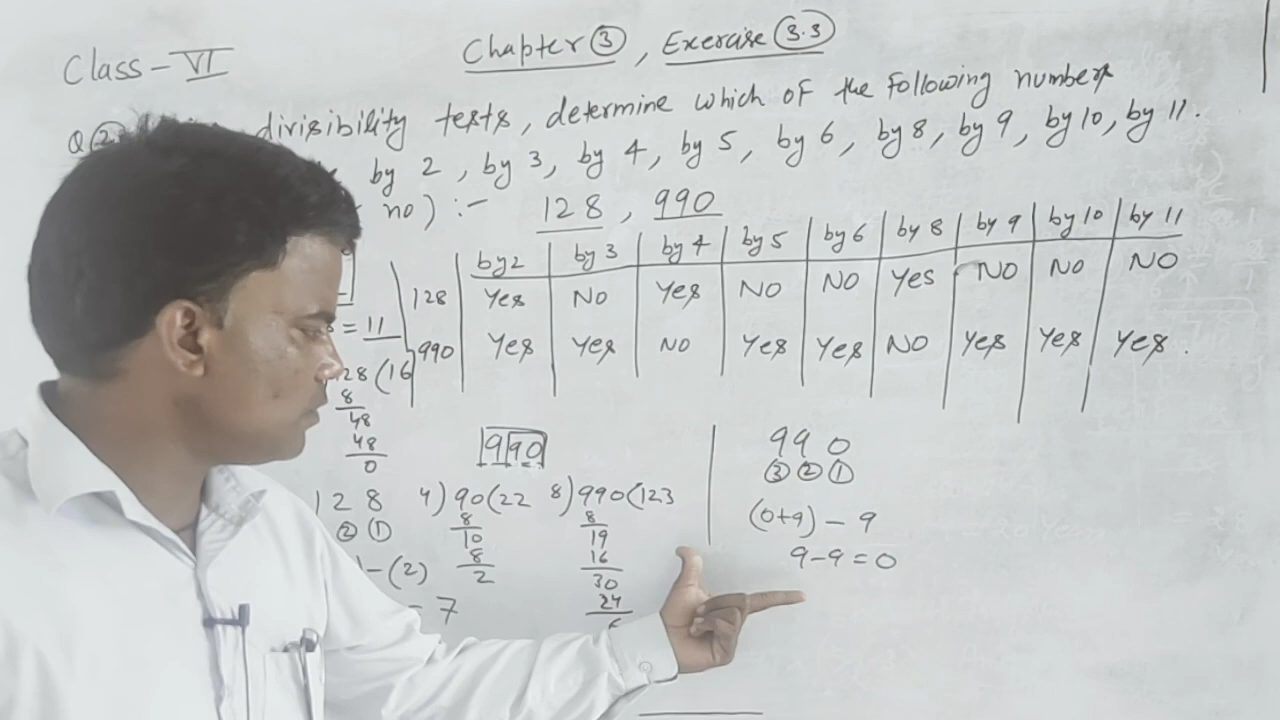 Chapter ③, Exercise 3.3
Class-VI
Q ② divisibility tests, determine which of the following numbers
by 2, by 3, by 4, by 5, by 6, by 8, by 9, by 10, by 11.
no) :- 128, 990
by 2 by 3 by 4 by 5 by 6 by 8 by 9 by 10 by 11
128 Yes NO Yes NO NO Yes NO NO NO
990 Yes Yes NO Yes Yes NO Yes Yes Yes.
= 11
128(16
8
48
48
0
990
128
② ①
-(2)
= 7
4)90(22
8
10
8
2
8)990(123
8
19
16
30
24
990
③ ② ①
(0+9) - 9
9-9=0